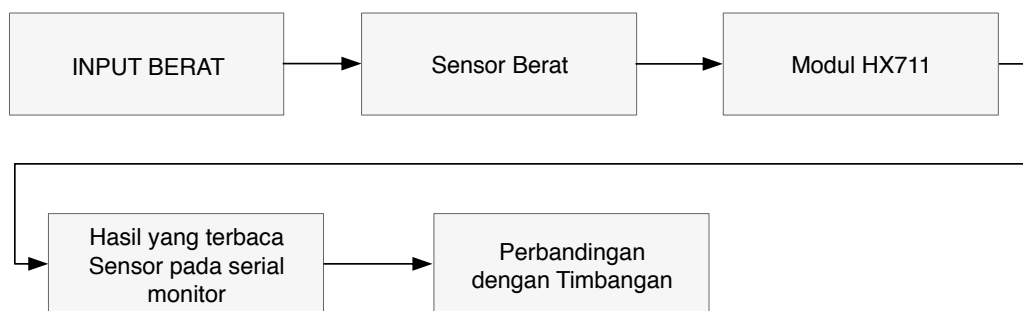 INPUT BERAT
Sensor Berat
Modul HX711
Hasil yang terbaca
Sensor pada serial
monitor
Perbandingan
dengan Timbangan